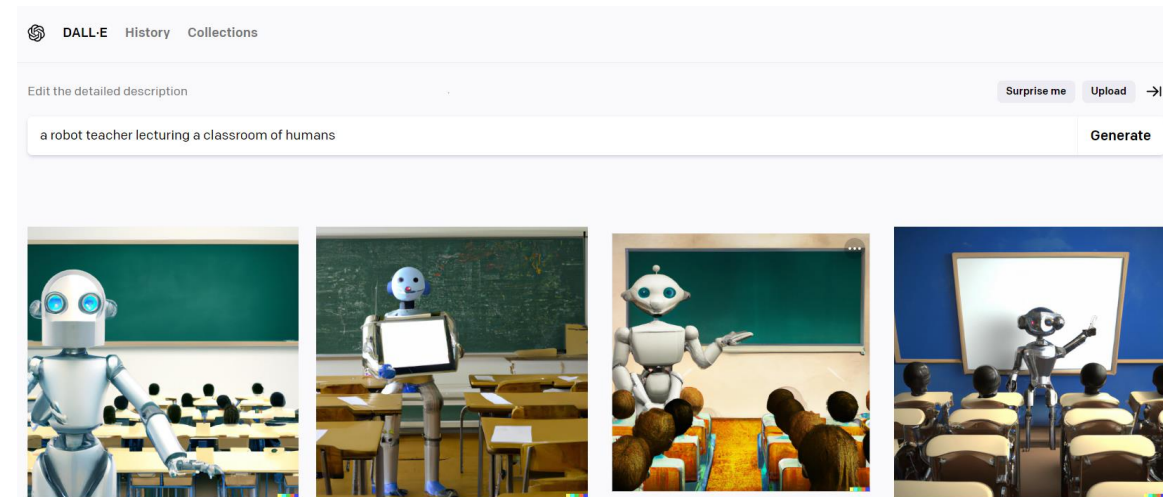 DALL·E History Collections
Edit the detailed description
Surprise me Upload
a robot teacher lecturing a classroom of humans
Generate